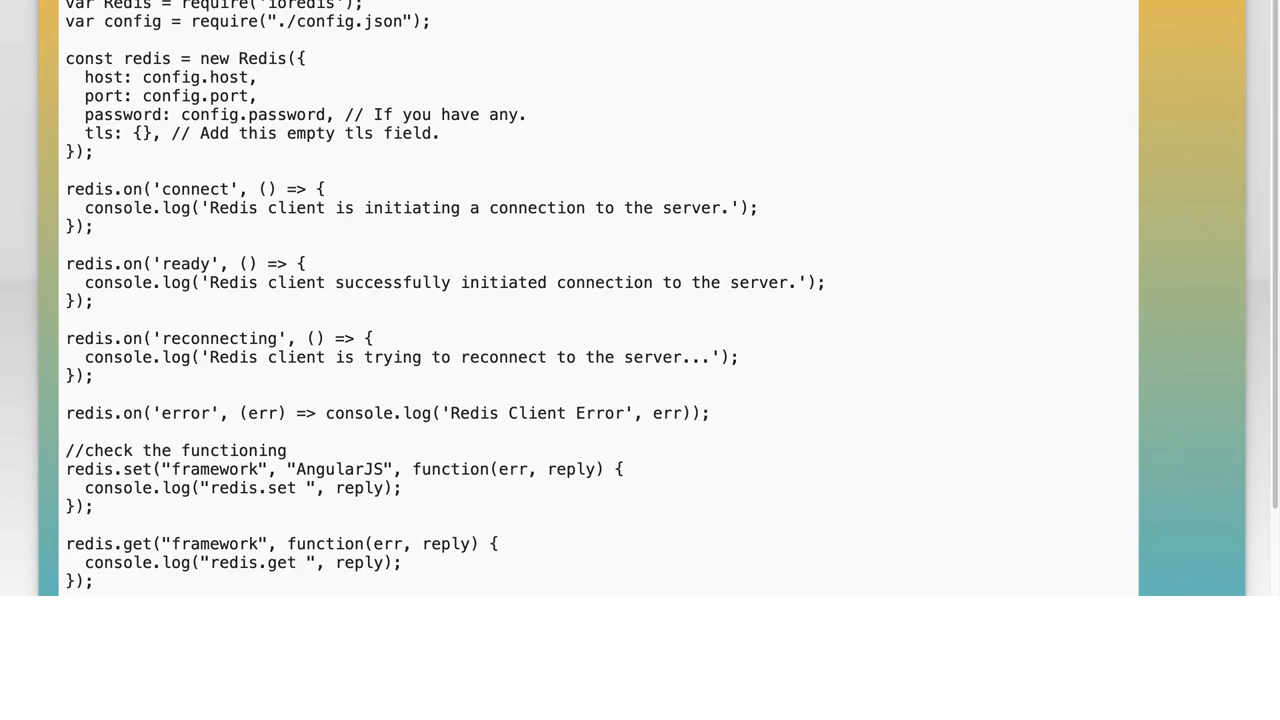 var Redis = require('ioredis');
var config = require("./config.json");
const redis = new Redis({
  host: config.host,
  port: config.port,
  password: config.password, // If you have any.
  tls: {}, // Add this empty tls field.
});
redis.on('connect', () => {
  console.log('Redis client is initiating a connection to the server.');
});
redis.on('ready', () => {
  console.log('Redis client successfully initiated connection to the server.');
});
redis.on('reconnecting', () => {
  console.log('Redis client is trying to reconnect to the server...');
});
redis.on('error', (err) => console.log('Redis Client Error', err));
//check the functioning
redis.set("framework", "AngularJS", function(err, reply) {
  console.log("redis.set ", reply);
});
redis.get("framework", function(err, reply) {
  console.log("redis.get ", reply);
});